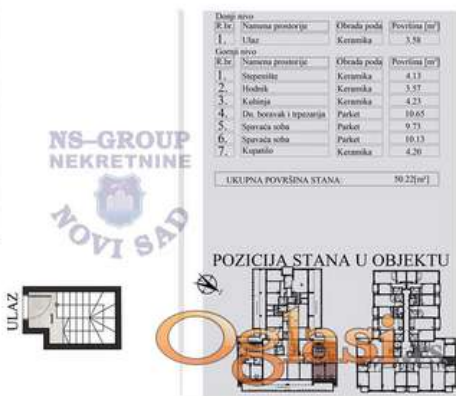 Donji nivo
R.br. Namena prostorije Obrada poda Površina [m²]
1. Ulaz Keramika 3.58
Gornji nivo
R.br. Namena prostorije Obrada poda Površina [m²]
1. Stepenište Keramika 4.13
2. Hodnik Keramika 3.57
3. Kuhinja Keramika 4.23
4. Dn. boravak i trpezarija Parket 10.65
5. Spavaća soba Parket 9.73
6. Spavaća soba Parket 10.13
7. Kupatilo Keramika 4.20
UKUPNA POVRŠINA STANA: 50.22[m²]
NS-GROUP
NEKRETNINE
NOVI SAD
POZICIJA STANA U OBJEKTU
ULAZ
Oglasi.rs